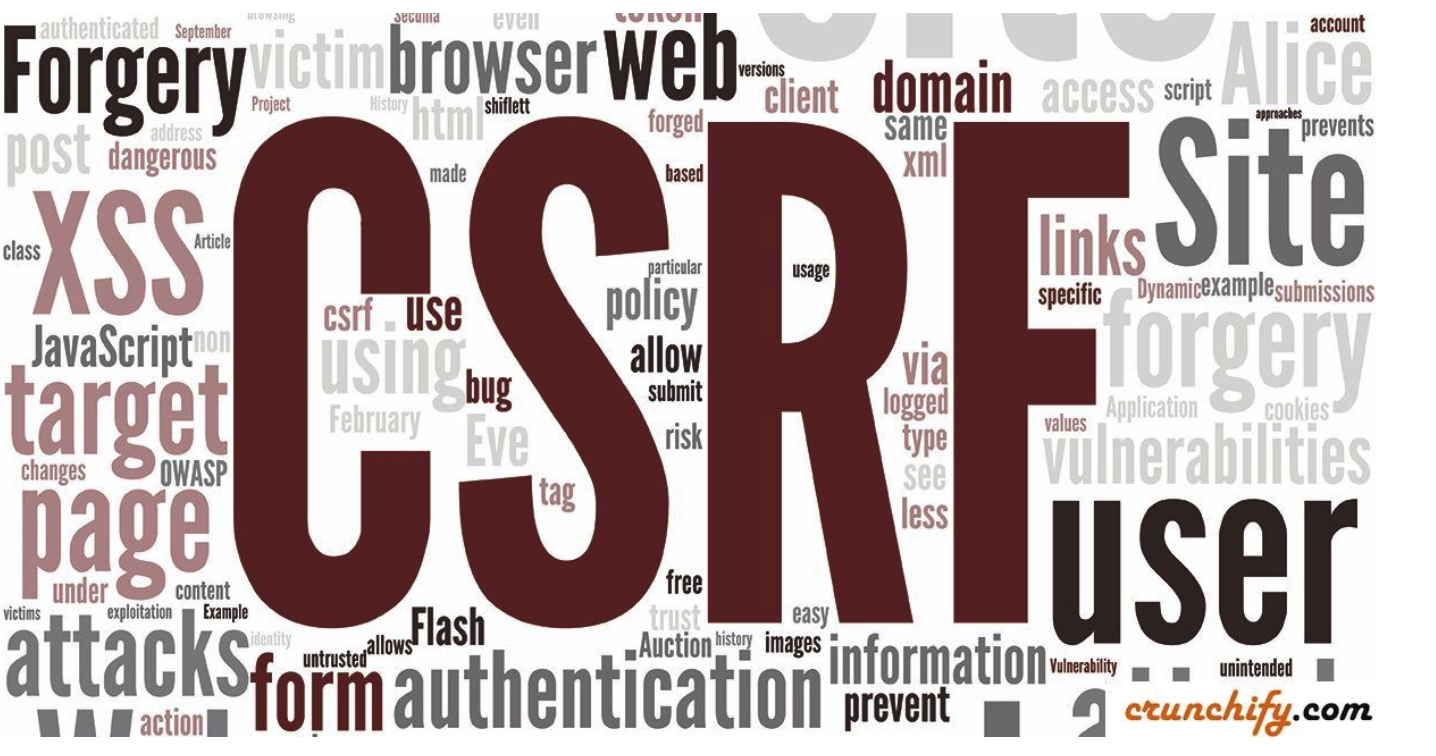 browsing
Secunia
even
token
site
account
authenticated
September
Forgery
victim
browser
web
versions
client
domain
access
script
Alice
Project
History
html
shiflett
forged
same
approaches
prevents
post
address
dangerous
made
based
xml
Site
CSRF
XSS
class
Article
particular
usage
links
policy
specific
Dynamic
example
submissions
csrf
use
JavaScript
non
using
allow
forgery
bug
submit
via
target
February
logged
Application
cookies
Eve
risk
type
values
vulnerabilities
changes
OWASP
see
tag
less
page
user
under
content
free
victims
exploitation
Example
Flash
trust
easy
attacks
identity
allows
Auction
history
images
information
untrusted
Vulnerability
unintended
form
authentication
prevent
action
crunchify.com